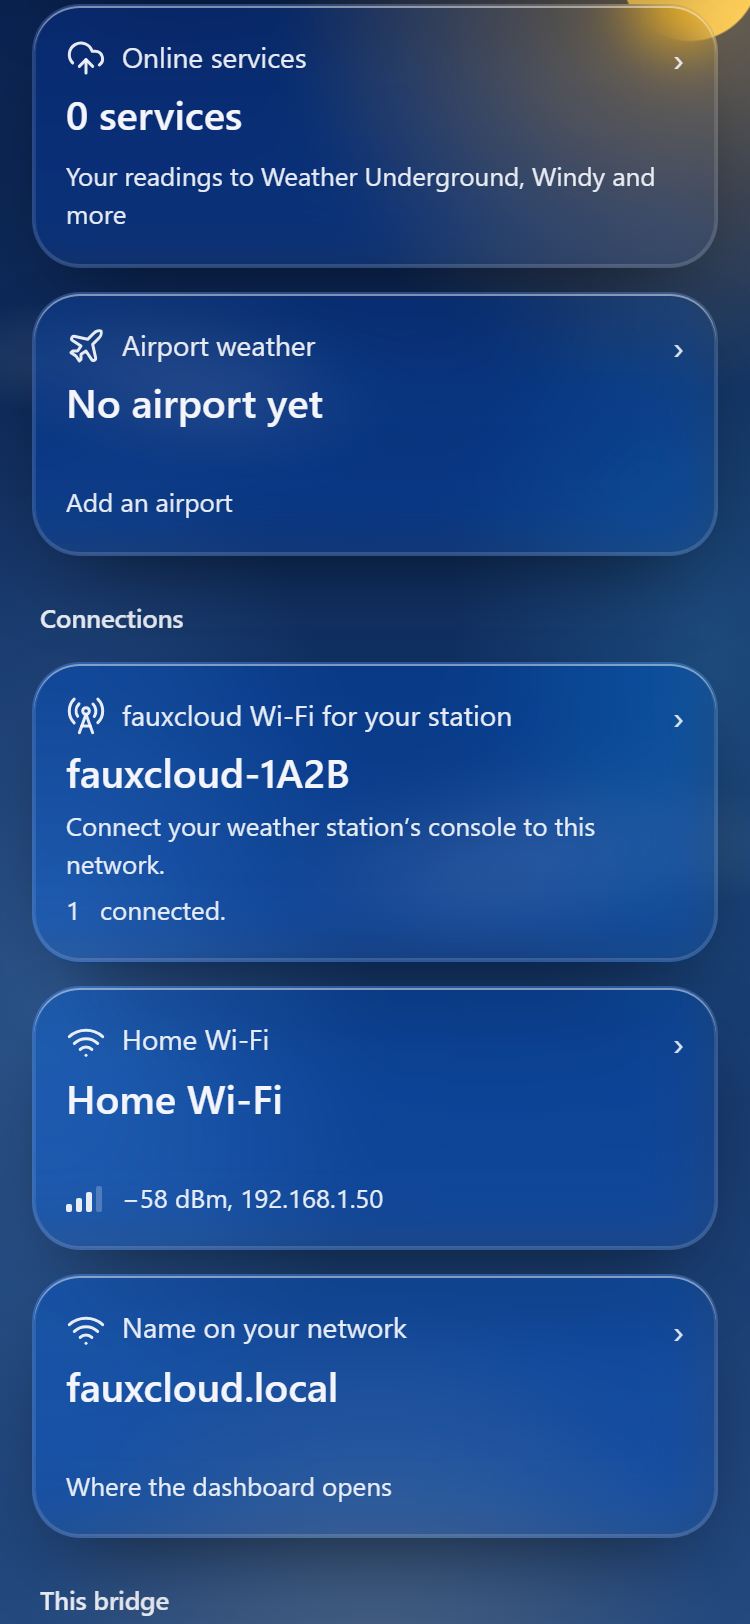 Online services
0 services
Your readings to Weather Underground, Windy and
more
Airport weather
No airport yet
Add an airport
Connections
fauxcloud Wi-Fi for your station
fauxcloud-1A2B
Connect your weather station’s console to this
network.
1 connected.
Home Wi-Fi
Home Wi-Fi
−58 dBm, 192.168.1.50
Name on your network
fauxcloud.local
Where the dashboard opens
This bridge